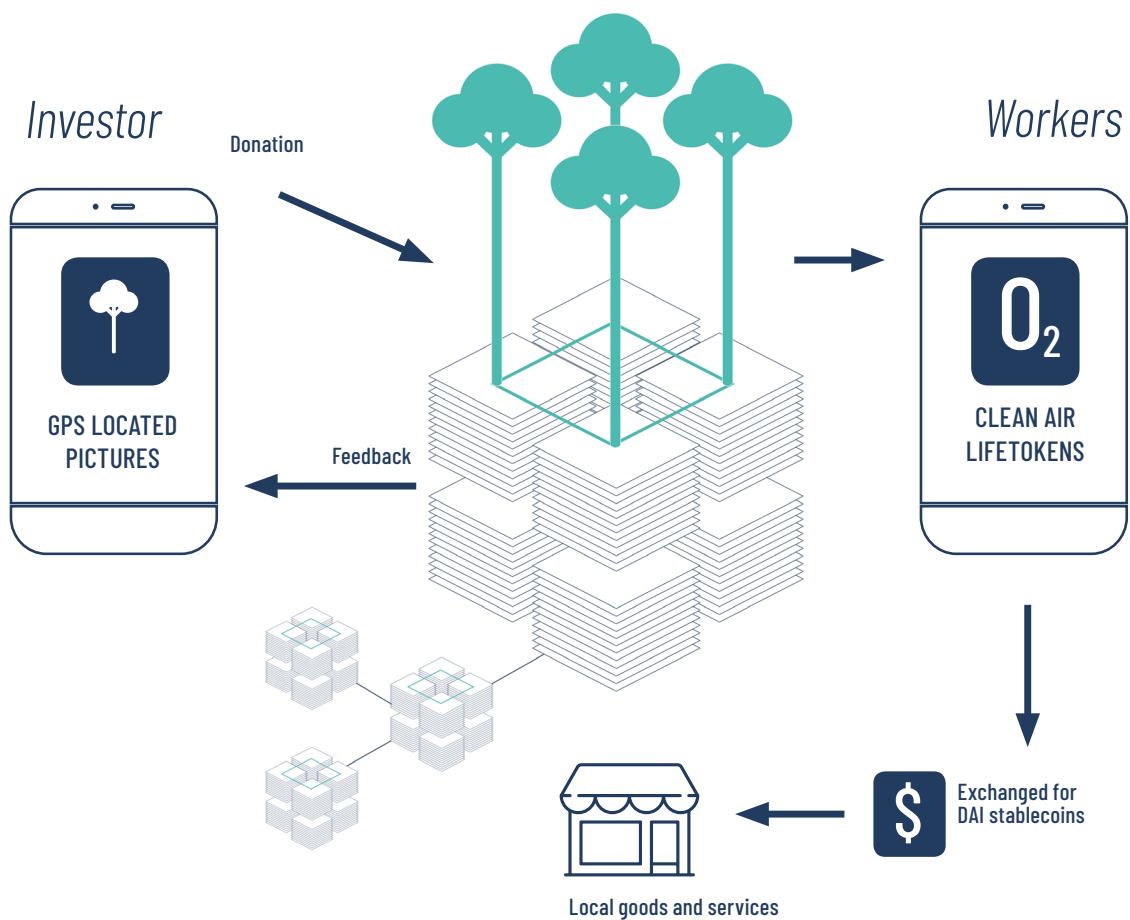 Investor
Workers
Donation
O2
GPS LOCATED
PICTURES
CLEAN AIR
LIFETOKENS
Feedback
$
Exchanged for
DAI stablecoins
Local goods and services